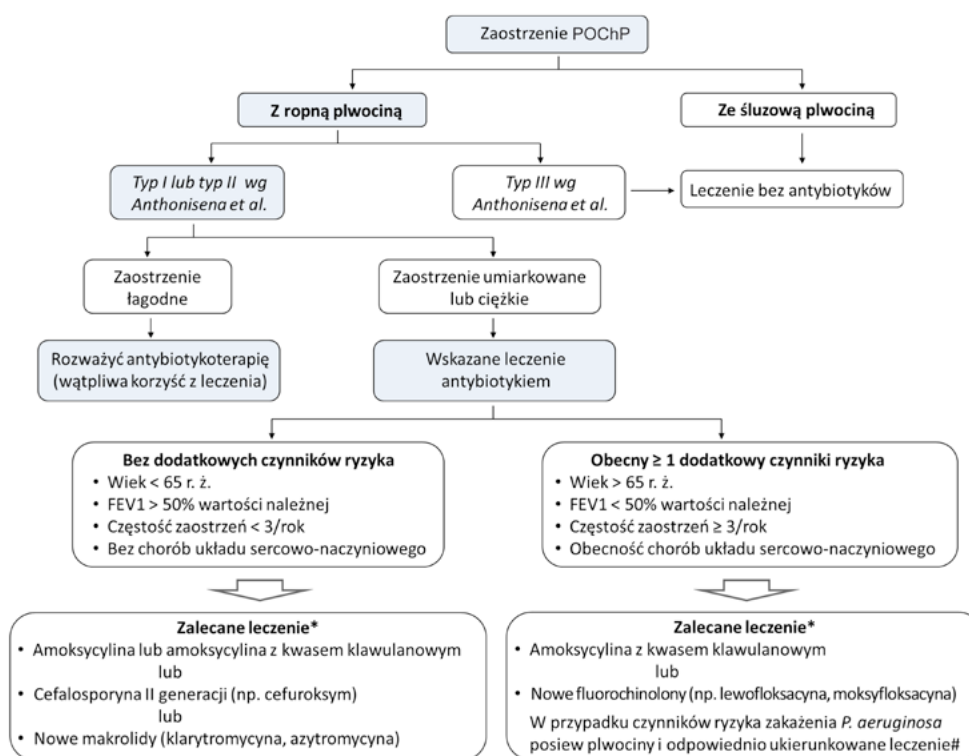 Zaostrzenie POChP
Z ropną plwociną
Ze śluzową plwociną
Typ I lub typ II wg
Anthonisena et al.
Typ III wg
Anthonisena et al.
Leczenie bez antybiotyków
Zaostrzenie
łagodne
Zaostrzenie umiarkowane
lub ciężkie
Rozważyć antybiotykoterapię
(wątpliwa korzyść z leczenia)
Wskazane leczenie
antybiotykiem
Bez dodatkowych czynników ryzyka
• Wiek < 65 r. ż.
• FEV1 > 50% wartości należnej
• Częstość zaostrzeń < 3/rok
• Bez chorób układu sercowo-naczyniowego
Obecny ≥ 1 dodatkowy czynniki ryzyka
• Wiek > 65 r. ż.
• FEV1 < 50% wartości należnej
• Częstość zaostrzeń ≥ 3/rok
• Obecność chorób układu sercowo-naczyniowego
Zalecane leczenie*
• Amoksycylina lub amoksycylina z kwasem klawulanowym
lub
• Cefalosporyna II generacji (np. cefuroksym)
lub
• Nowe makrolidy (klarytromycyna, azytromycyna)
Zalecane leczenie*
• Amoksycylina z kwasem klawulanowym
lub
• Nowe fluorochinolony (np. lewofloksacyna, moksyfloksacyna)
W przypadku czynników ryzyka zakażenia P. aeruginosa
posiew plwociny i odpowiednio ukierunkowane leczenie#